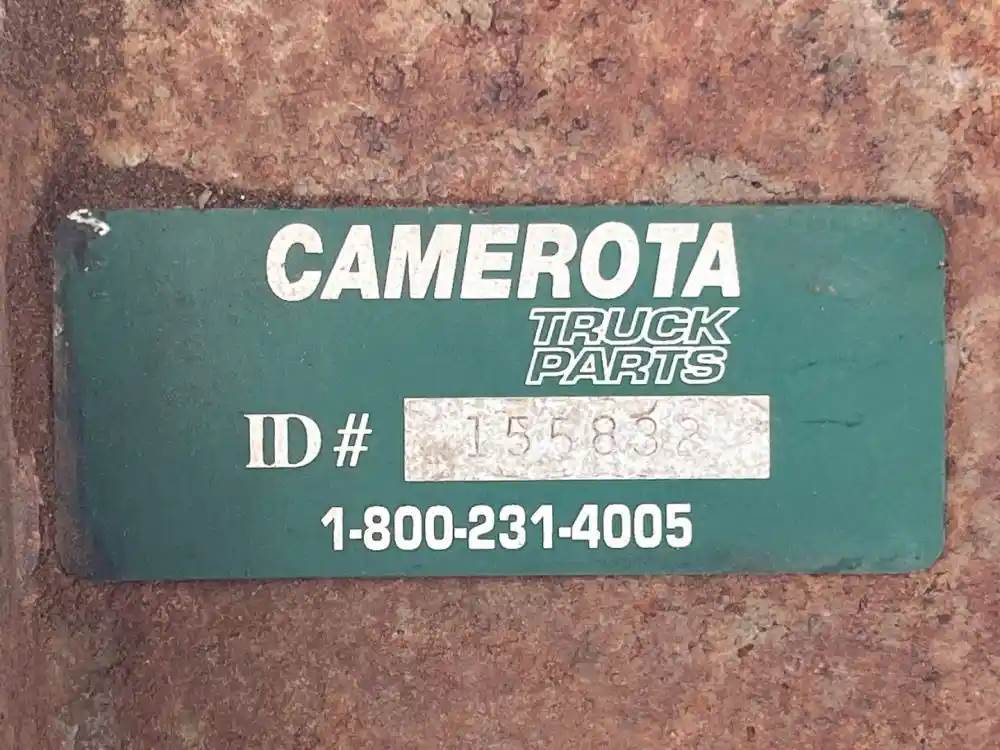 CAMEROTA
TRUCK
PARTS
ID # 155832
1-800-231-4005